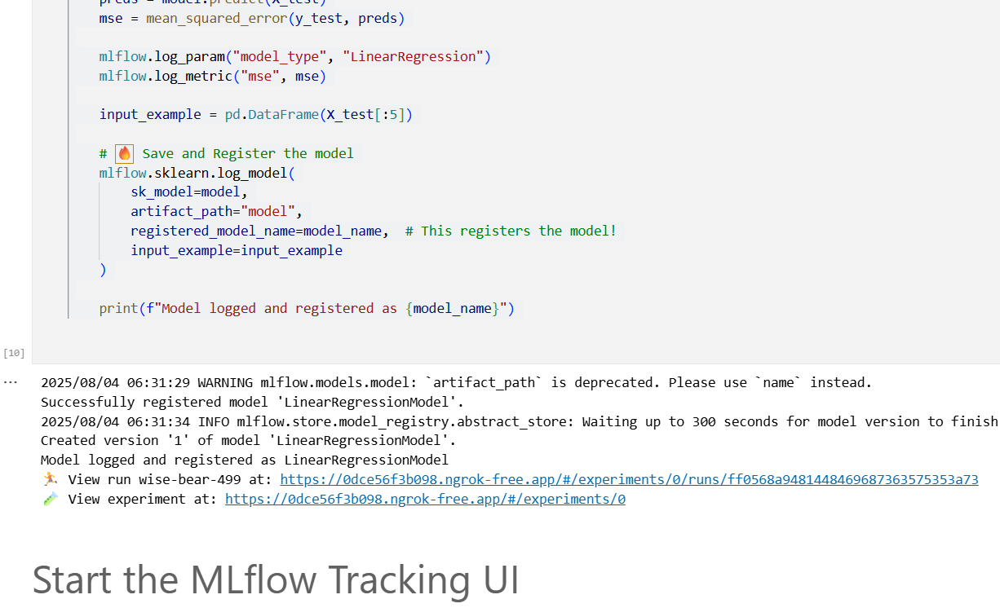 preds = model.predict(X_test)
mse = mean_squared_error(y_test, preds)
mlflow.log_param("model_type", "LinearRegression")
mlflow.log_metric("mse", mse)
input_example = pd.DataFrame(X_test[:5])
# 🔥 Save and Register the model
mlflow.sklearn.log_model(
sk_model=model,
artifact_path="model",
registered_model_name=model_name,  # This registers the model!
input_example=input_example
)
print(f"Model logged and registered as {model_name}")
[10]
...
2025/08/04 06:31:29 WARNING mlflow.models.model: `artifact_path` is deprecated. Please use `name` instead.
Successfully registered model 'LinearRegressionModel'.
2025/08/04 06:31:34 INFO mlflow.store.model_registry.abstract_store: Waiting up to 300 seconds for model version to finish
Created version '1' of model 'LinearRegressionModel'.
Model logged and registered as LinearRegressionModel
🏃 View run wise-bear-499 at: https://0dce56f3b098.ngrok-free.app/#/experiments/0/runs/ff0568a9481448469687363575353a73
🧪 View experiment at: https://0dce56f3b098.ngrok-free.app/#/experiments/0
Start the MLflow Tracking UI